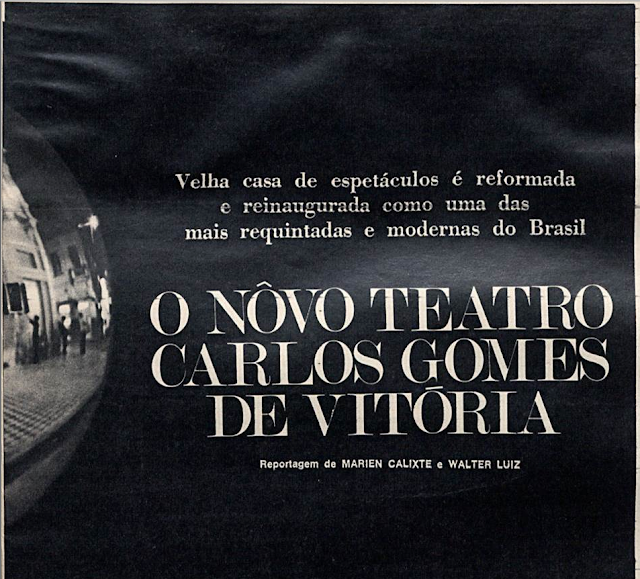 Velha casa de espetáculos é reformada
e reinaugurada como uma das
mais requintadas e modernas do Brasil
O NÔVO TEATRO
CARLOS GOMES
DE VITÓRIA
Reportagem de MARIEN CALIXTE e WALTER LUIZ